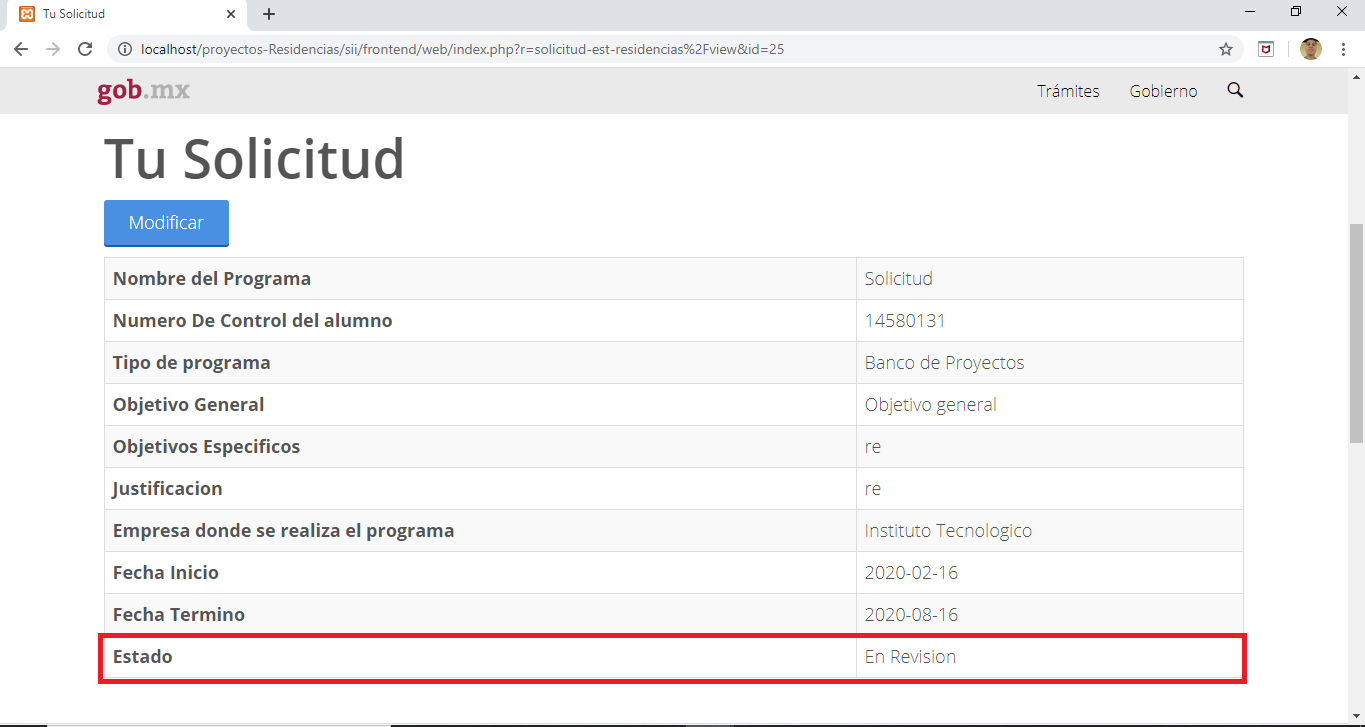 Tu Solicitud
localhost/proyectos-Residencias/sii/frontend/web/index.php?r=solicitud-est-residencias%2Fview&id=25
gob.mx Trámites Gobierno
Tu Solicitud
Modificar
Nombre del Programa Solicitud
Numero De Control del alumno 14580131
Tipo de programa Banco de Proyectos
Objetivo General Objetivo general
Objetivos Especificos re
Justificacion re
Empresa donde se realiza el programa Instituto Tecnologico
Fecha Inicio 2020-02-16
Fecha Termino 2020-08-16
Estado En Revision